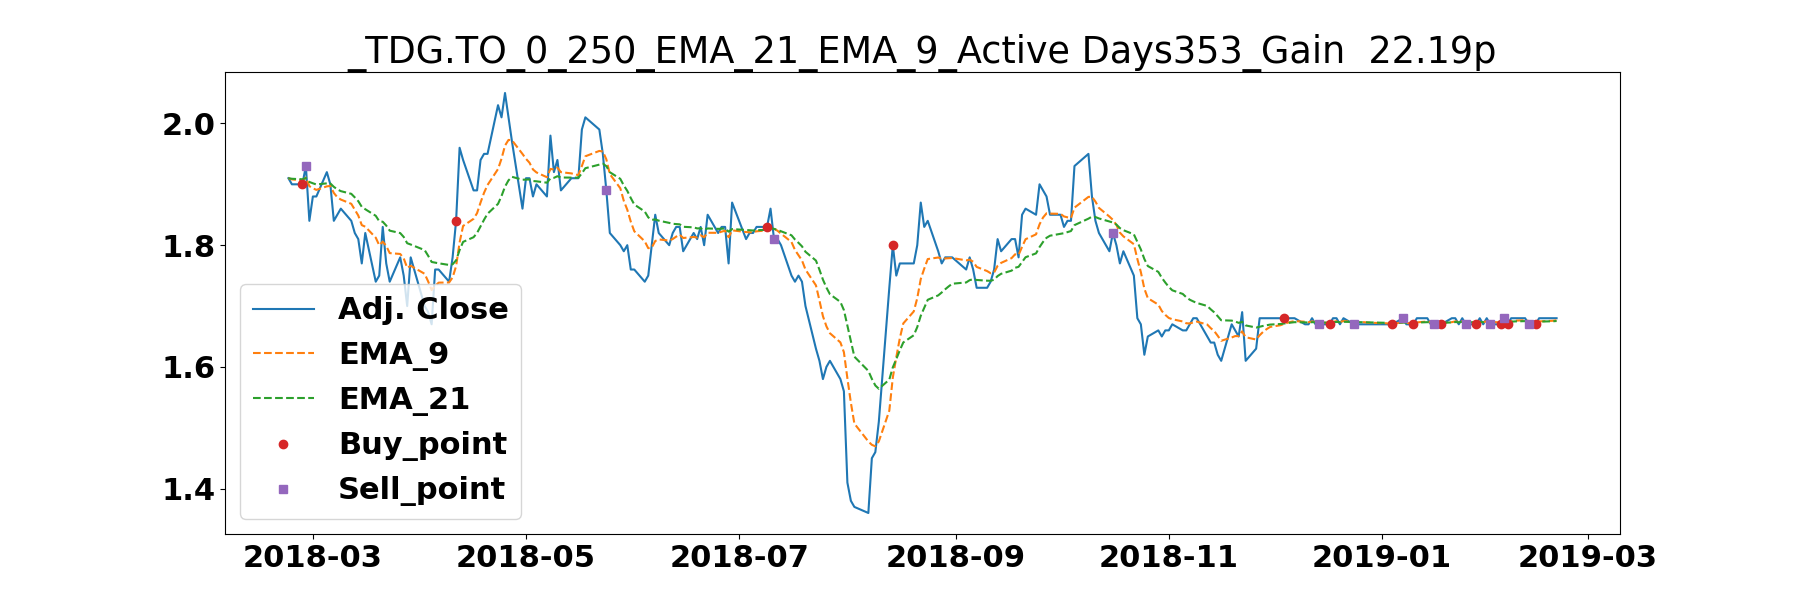 _TDG.TO_0_250_EMA_21_EMA_9_Active Days353_Gain  22.19p
2.0
1.8
1.6
1.4
Adj. Close
EMA_9
EMA_21
Buy_point
Sell_point
2018-03
2018-05
2018-07
2018-09
2018-11
2019-01
2019-03